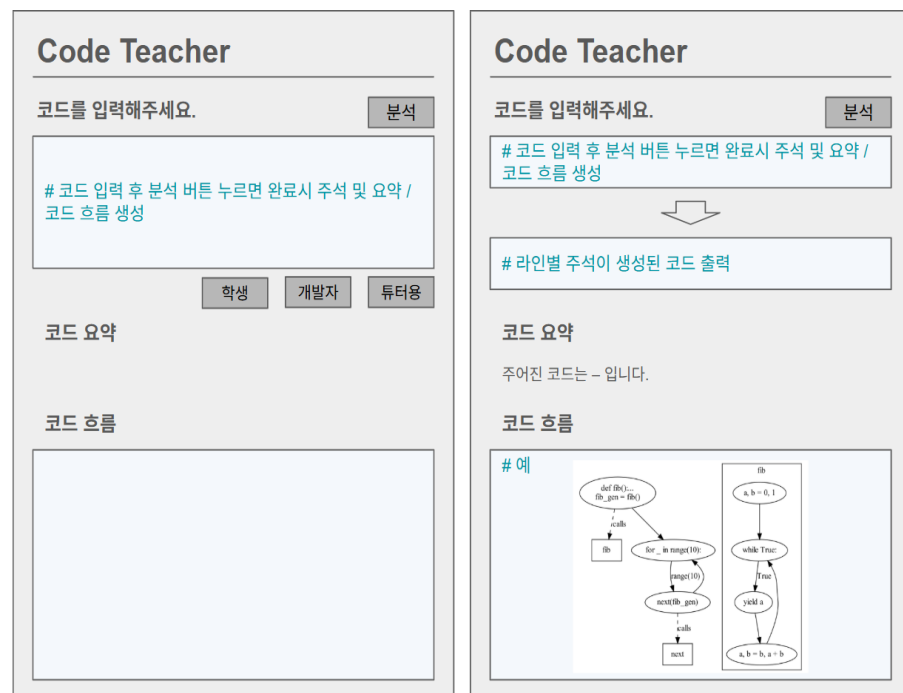 Code Teacher
코드를 입력해주세요.
분석
# 코드 입력 후 분석 버튼 누르면 완료시 주석 및 요약 /
코드 흐름 생성
학생
개발자
튜터용
코드 요약
코드 흐름
Code Teacher
코드를 입력해주세요.
분석
# 코드 입력 후 분석 버튼 누르면 완료시 주석 및 요약 /
코드 흐름 생성
# 라인별 주석이 생성된 코드 출력
코드 요약
주어진 코드는 – 입니다.
코드 흐름
# 예
def fib():...
fib_gen = fib()
calls
fib
for _ in range(10):
range(10)
next(fib_gen)
calls
next
fib
a, b = 0, 1
while True:
True
yield a
a, b = b, a + b